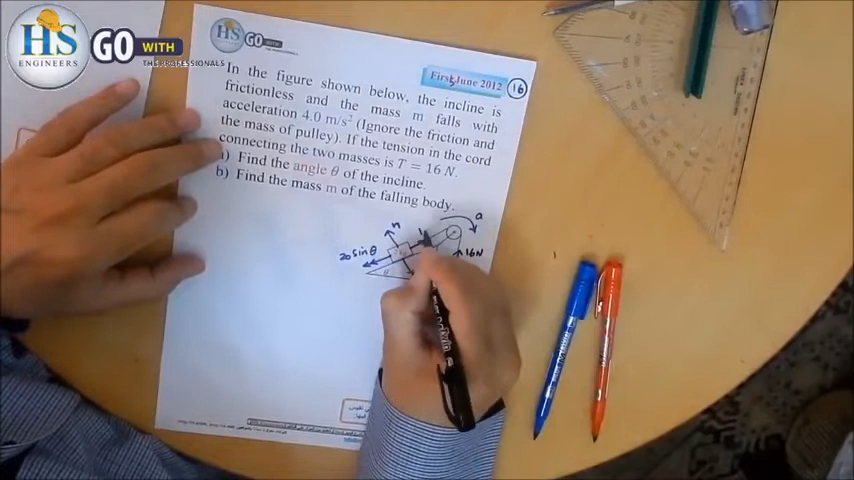 HS
ENGINEERS
GO WITH
THE PROFESSIONALS
HS
GO
First June 2012
16
In the figure shown below, the incline is
frictionless and the mass m falls with
acceleration 4.0 m/s² (Ignore the friction and
the mass of pulley). If the tension in the cord
connecting the two masses is T = 16 N.
a) Find the angle θ of the incline.
b) Find the mass m of the falling body.
n
a
20 sinθ
16N
θ